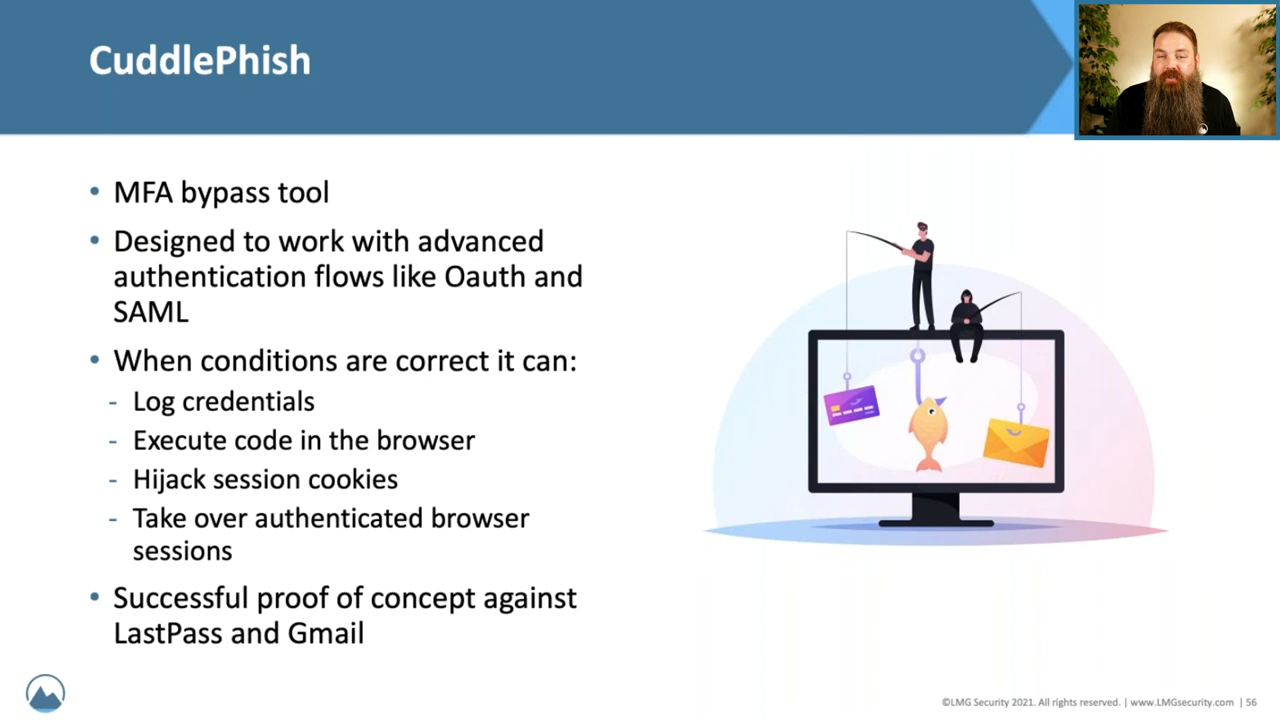 CuddlePhish
• MFA bypass tool
• Designed to work with advanced
authentication flows like Oauth and
SAML
• When conditions are correct it can:
- Log credentials
- Execute code in the browser
- Hijack session cookies
- Take over authenticated browser
sessions
• Successful proof of concept against
LastPass and Gmail
©LMG Security 2021. All rights reserved. | www.LMGsecurity.com | 56